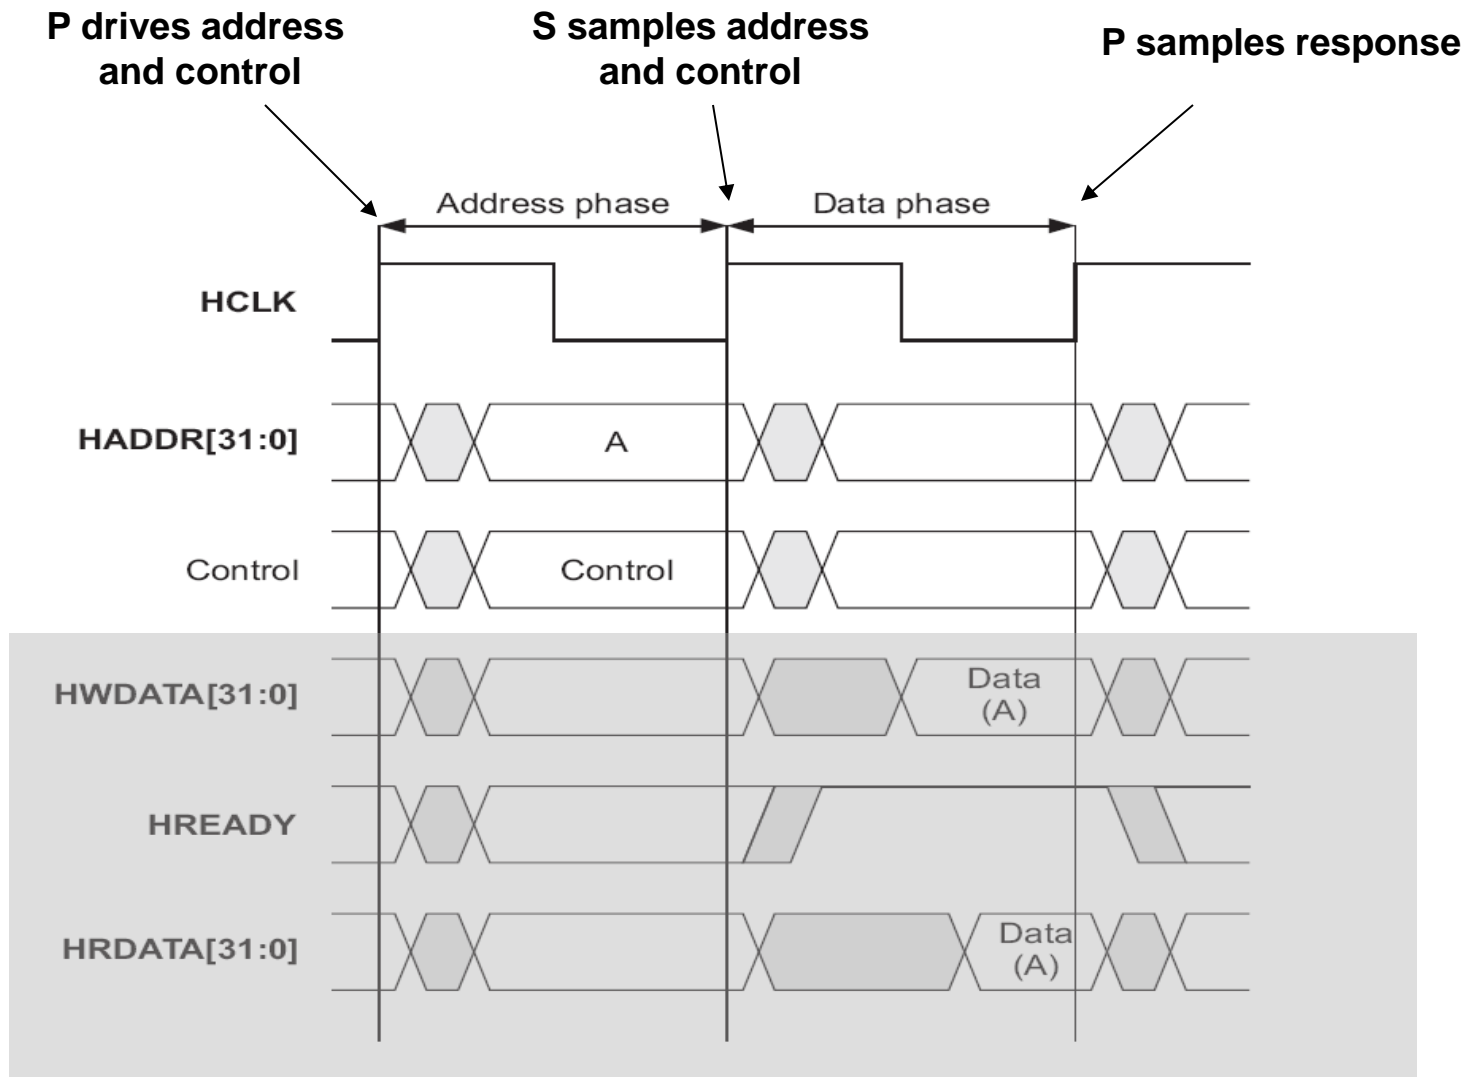 P drives address
and control
S samples address
and control
P samples response
Address phase
Data phase
HCLK
HADDR[31:0]
A
Control
Control
HWDATA[31:0]
Data
(A)
HREADY
HRDATA[31:0]
Data
(A)